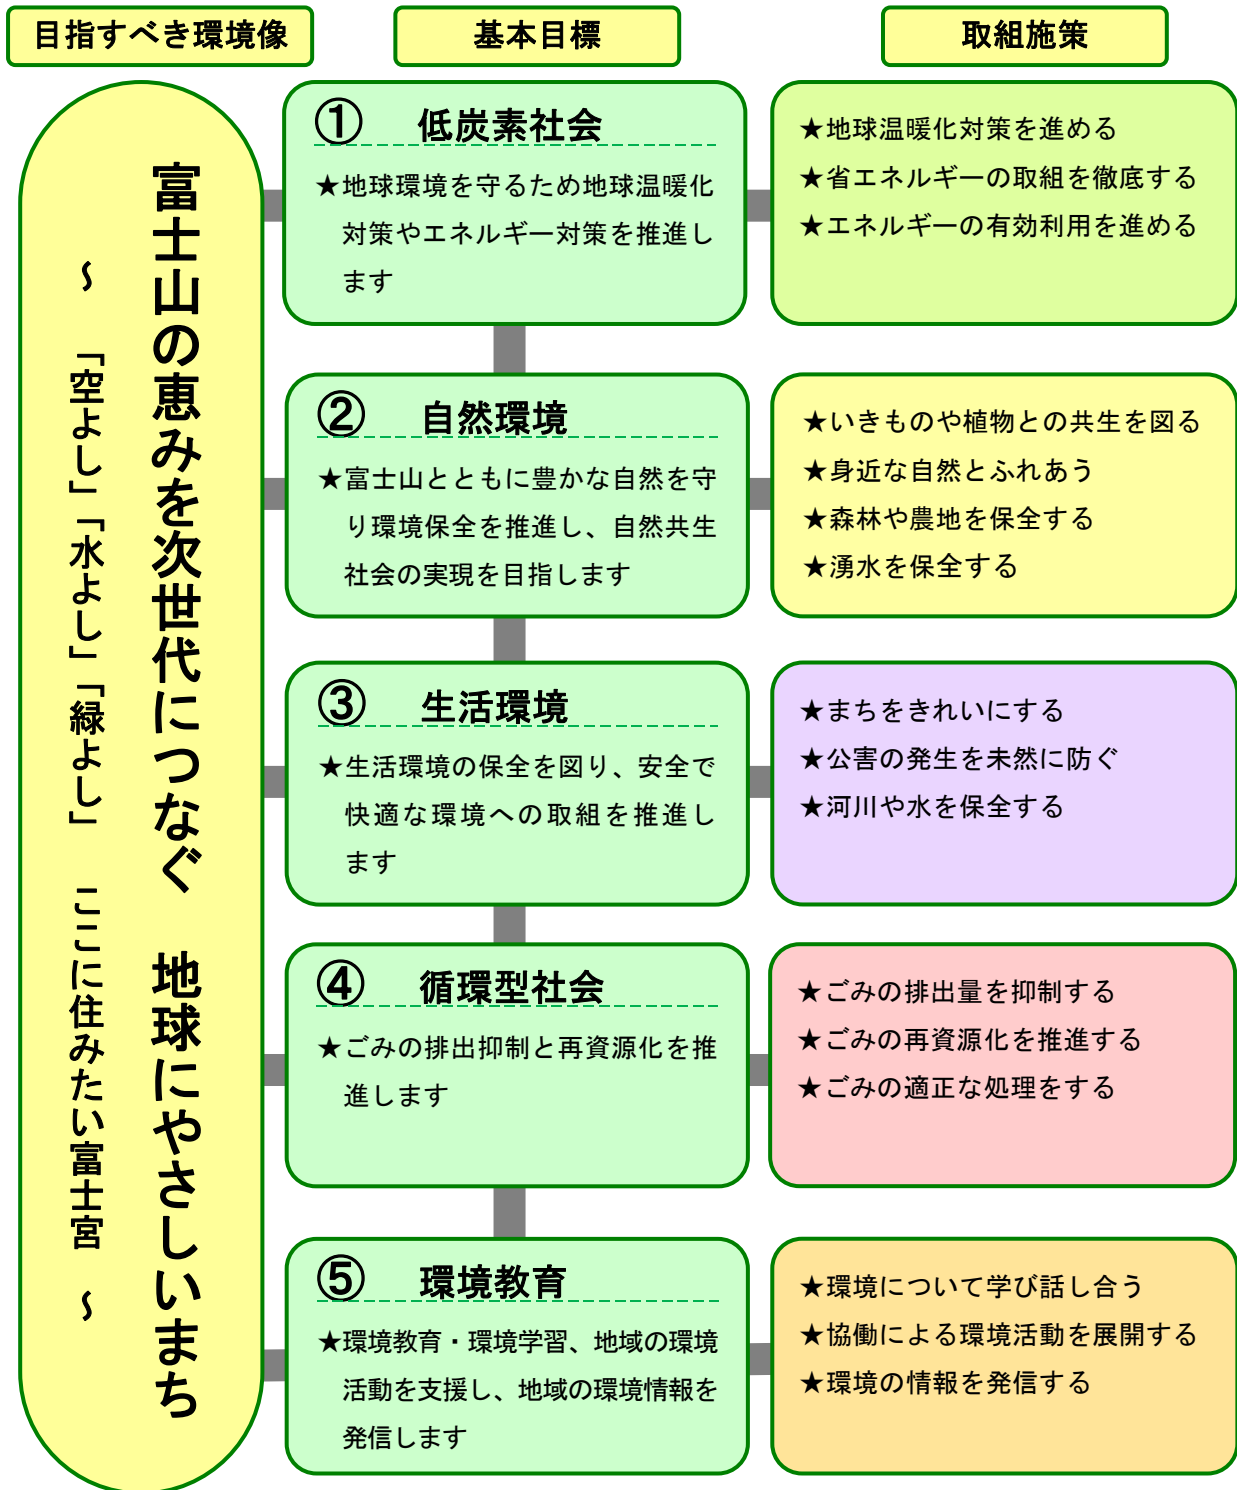 目指すべき環境像
基本目標
取組施策
富士山の恵みを次世代につなぐ　地球にやさしいまち
～　「空よし」「水よし」「緑よし」　ここに住みたい富士宮　～
① 低炭素社会
★地球環境を守るため地球温暖化
対策やエネルギー対策を推進し
ます
★地球温暖化対策を進める
★省エネルギーの取組を徹底する
★エネルギーの有効利用を進める
② 自然環境
★富士山とともに豊かな自然を守
り環境保全を推進し、自然共生
社会の実現を目指します
★いきものや植物との共生を図る
★身近な自然とふれあう
★森林や農地を保全する
★湧水を保全する
③ 生活環境
★生活環境の保全を図り、安全で
快適な環境への取組を推進し
ます
★まちをきれいにする
★公害の発生を未然に防ぐ
★河川や水を保全する
④ 循環型社会
★ごみの排出抑制と再資源化を推
進します
★ごみの排出量を抑制する
★ごみの再資源化を推進する
★ごみの適正な処理をする
⑤ 環境教育
★環境教育・環境学習、地域の環境
活動を支援し、地域の環境情報を
発信します
★環境について学び話し合う
★協働による環境活動を展開する
★環境の情報を発信する